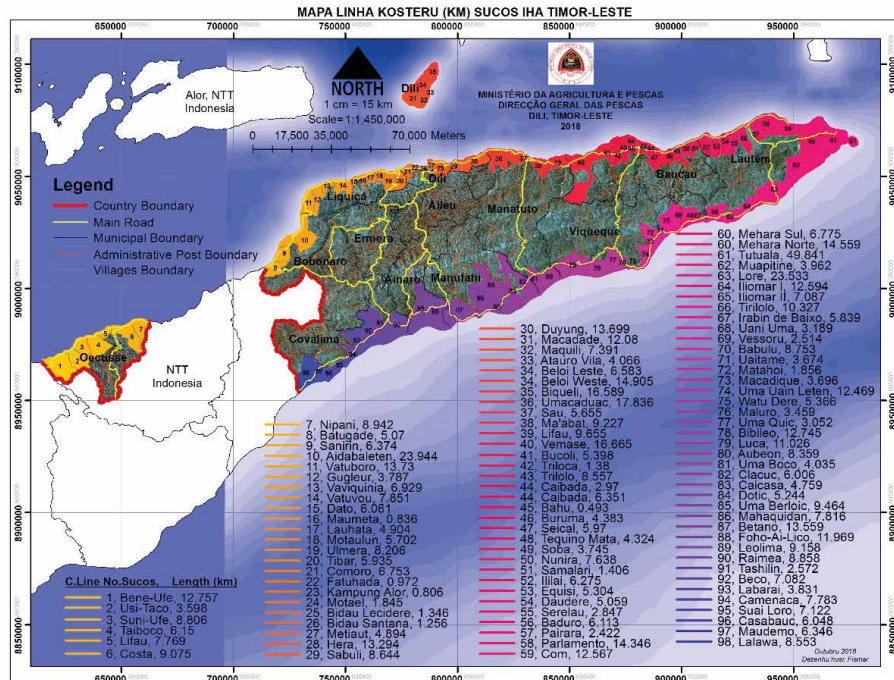 MAPA LINHA KOSTERU (KM) SUCOS IHA TIMOR-LESTE
650000 700000 750000 800000 850000 900000 950000
9100000
9050000
9000000
8950000
8900000
8850000
Alor, NTT
Indonesia
NORTH
1 cm = 15 km
Scale=1:1,450,000
0 17,500 35,000 70,000 Meters
Dili
MINISTÉRIO DA AGRICULTURA E PESCAS
DIRECÇÃO GERAL DAS PESCAS
DILI, TIMOR-LESTE
2018
Legend
Country Boundary
Main Road
Municipal Boundary
Administrative Post Boundary
Villages Boundary
Liquiça
Dili
Aileu
Manatuto
Baucau
Lautem
Ermera
Viqueque
Bobonaro
Ainaro
Manufahi
Covalima
Oecusse
NTT
Indonesia
C.Line No.Sucos, Length (km)
1, Bene-Ufe, 12.757
2, Usi-Taco, 3.598
3, Suni-Ufe, 8.806
4, Taiboco, 6.15
5, Lifau, 7.769
6, Costa, 9.075
7, Nipani, 8.942
8, Batugade, 5.07
9, Sanirin, 6.374
10, Aidabaleten, 23.944
11, Vatuboro, 13.73
12, Gugleur, 3.787
13, Vaviquinia, 6.929
14, Vatuvou, 7.851
15, Dato, 6.061
16, Maumeta, 0.836
17, Lauhata, 4.904
18, Motaulun, 5.702
19, Ulmera, 8.206
20, Tibar, 5.935
21, Comoro, 6.753
22, Fatuhada, 0.972
23, Kampung Alor, 0.806
24, Motael, 1.845
25, Bidau Lecidere, 1.346
26, Bidau Santana, 1.256
27, Metiaut, 4.894
28, Hera, 13.294
29, Sabuli, 8.644
30, Duyung, 13.699
31, Macadade, 12.08
32, Maquili, 7.391
33, Atauro Vila, 4.066
34, Beloi Leste, 6.583
34, Beloi Weste, 14.905
35, Biqueli, 16.589
36, Umacaduac, 17.836
37, Sau, 5.655
38, Ma'abat, 9.227
39, Lifau, 9.655
40, Vemase, 16.665
41, Bucoli, 5.398
42, Triloca, 1.38
43, Trilolo, 8.557
44, Caibada, 2.97
44, Caibada, 6.351
45, Bahu, 0.493
46, Buruma, 4.383
47, Seical, 5.97
48, Tequino Mata, 4.324
49, Soba, 3.745
50, Nunira, 7.638
51, Samalari, 1.406
52, Ililai, 6.275
53, Equisi, 5.304
54, Daudere, 5.059
55, Serelau, 2.847
56, Baduro, 6.113
57, Pairara, 2.422
58, Parlamento, 14.346
59, Com, 12.567
60, Mehara Sul, 6.775
60, Mehara Norte, 14.559
61, Tutuala, 49.841
62, Muapitine, 3.962
63, Lore, 23.533
64, Iliomar I, 12.594
65, Iliomar II, 7.087
66, Tirilolo, 10.327
67, Irabin de Baixo, 5.839
68, Uani Uma, 3.189
69, Vessoru, 2.514
70, Babulu, 8.753
71, Uaitame, 3.674
72, Matahoi, 1.856
73, Macadique, 3.696
74, Uma Uain Leten, 12.469
75, Watu Dere, 5.366
76, Maluro, 3.459
77, Uma Quic, 3.052
78, Bibileo, 12.745
79, Luca, 11.026
80, Aubeon, 8.359
81, Uma Boco, 4.035
82, Clacuc, 6.006
83, Caicasa, 4.759
84, Dotic, 5.244
85, Uma Berloic, 9.464
86, Mahaquidan, 7.816
87, Betano, 13.559
88, Foho-Ai-Lico, 11.969
89, Leolima, 9.158
90, Raimea, 8.858
91, Tashilin, 2.572
92, Beco, 7.082
93, Labarai, 3.831
94, Camenaca, 7.783
95, Suai Loro, 7.122
96, Casabauc, 6.048
97, Maudemo, 6.346
98, Lalawa, 8.553
Outubru 2018
Dezenhu husi: Fismar